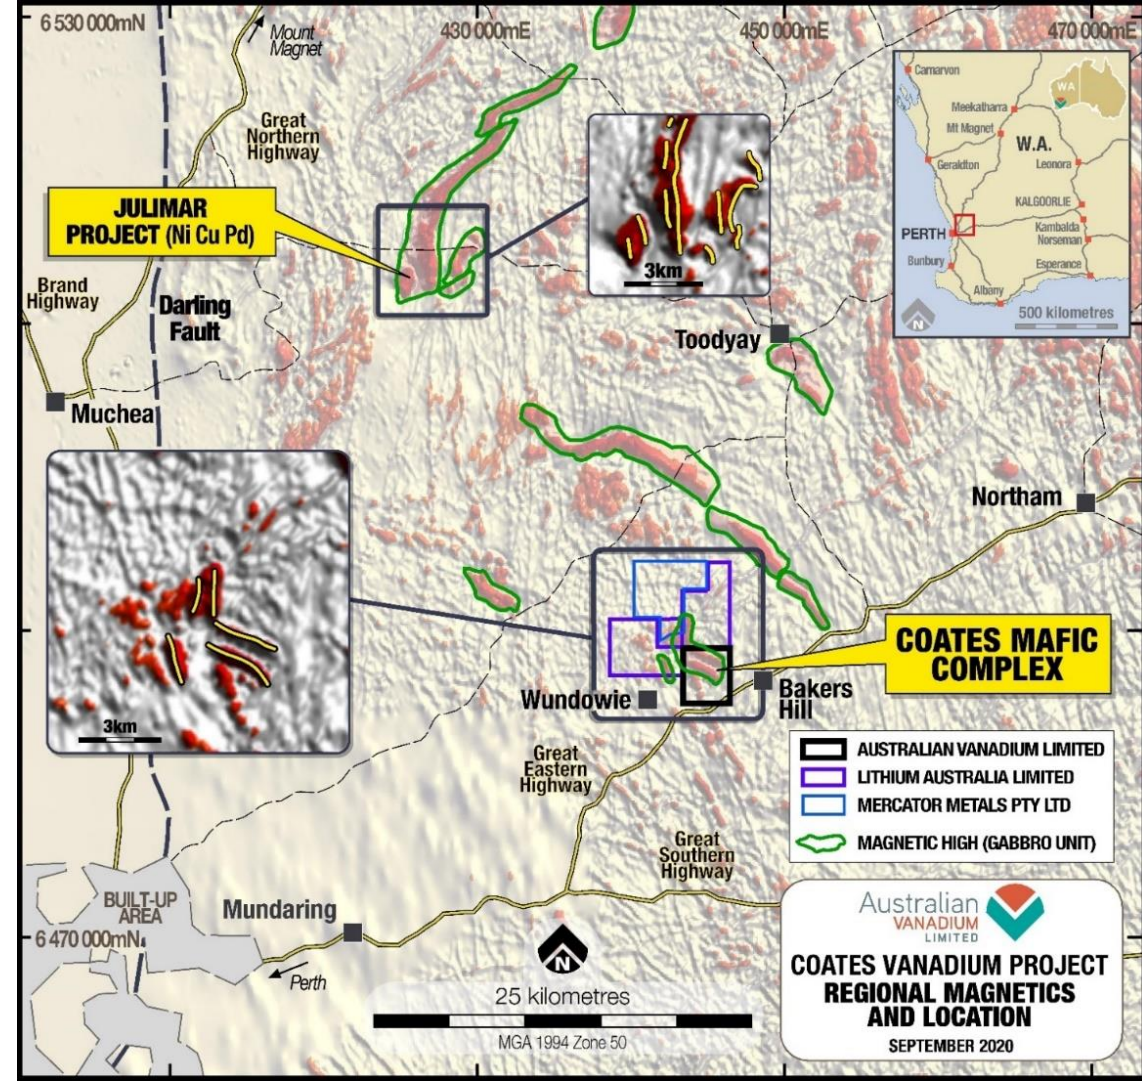 6 530 000mN
430 000mE
450 000mE
470 000mE
Mount
Magnet
Great
Northern
Highway
JULIMAR
PROJECT (Ni Cu Pd)
3km
Carnarvon
WA
Meekatharra
Mt Magnet
W.A.
Geraldton
Leonora
KALGOORLIE
PERTH
Kambalda
Norseman
Bunbury
Esperance
Albany
N
500 kilometres
Brand
Highway
Darling
Fault
Toodyay
Muchea
Northam
3km
COATES MAFIC
COMPLEX
Wundowie
Bakers
Hill
Great
Eastern
Highway
AUSTRALIAN VANADIUM LIMITED
LITHIUM AUSTRALIA LIMITED
MERCATOR METALS PTY LTD
MAGNETIC HIGH (GABBRO UNIT)
Great
Southern
Highway
BUILT-UP
AREA
Mundaring
6 470 000mN
Perth
N
25 kilometres
MGA 1994 Zone 50
Australian
VANADIUM
LIMITED
COATES VANADIUM PROJECT
REGIONAL MAGNETICS
AND LOCATION
SEPTEMBER 2020